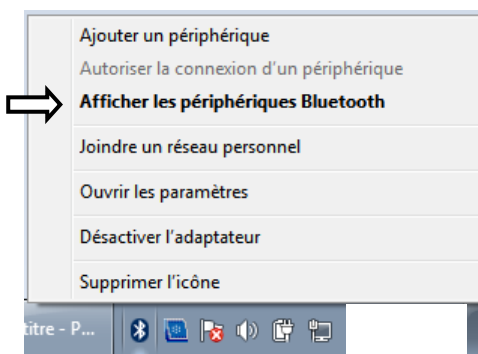 Ajouter un périphérique
Autoriser la connexion d'un périphérique
Afficher les périphériques Bluetooth
Joindre un réseau personnel
Ouvrir les paramètres
Désactiver l'adaptateur
Supprimer l'icône
titre - P...